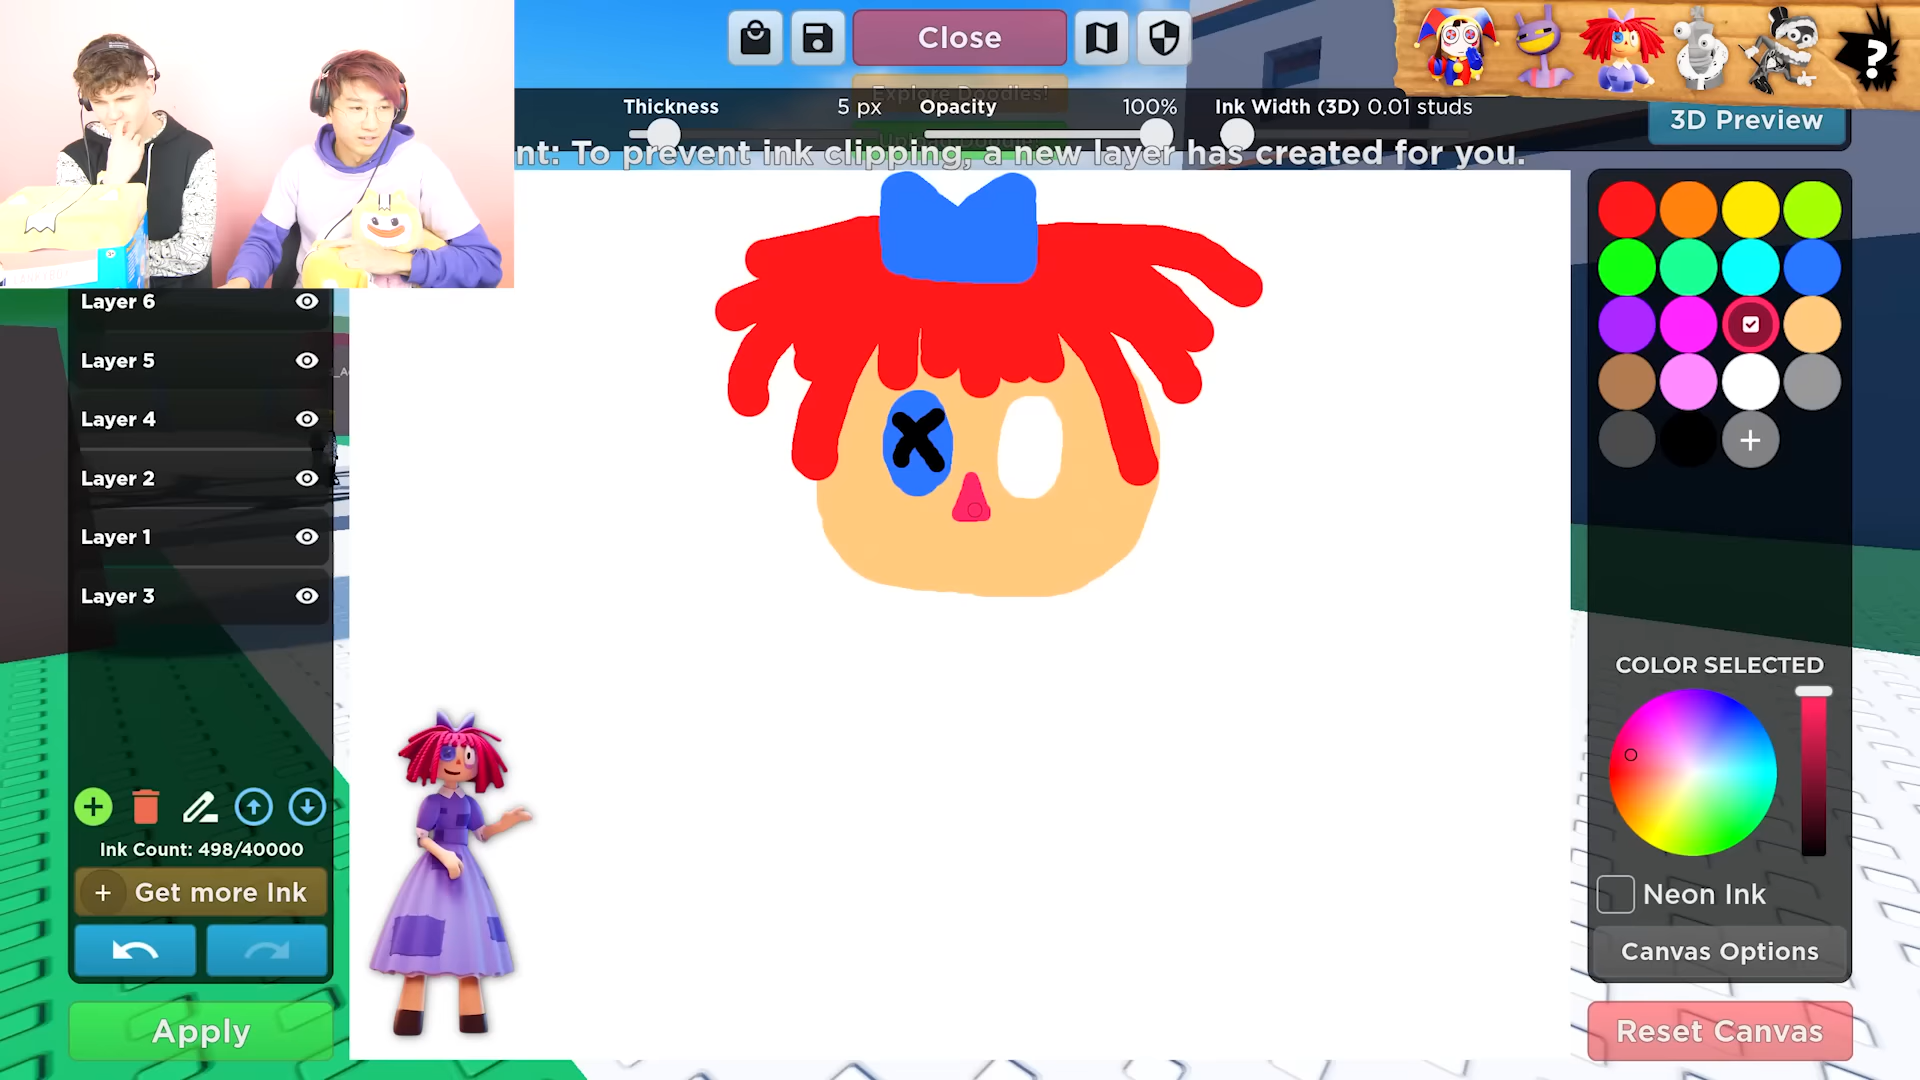 Close
Explore Doodles!
Thickness
5 px
Opacity
100%
Ink Width (3D) 0.01 studs
3D Preview
nt: To prevent ink clipping, a new layer has created for you.
?
Layer 6
Layer 5
Layer 4
Layer 2
Layer 1
Layer 3
Ink Count: 498/40000
+ Get more Ink
Apply
COLOR SELECTED
Neon Ink
Canvas Options
Reset Canvas